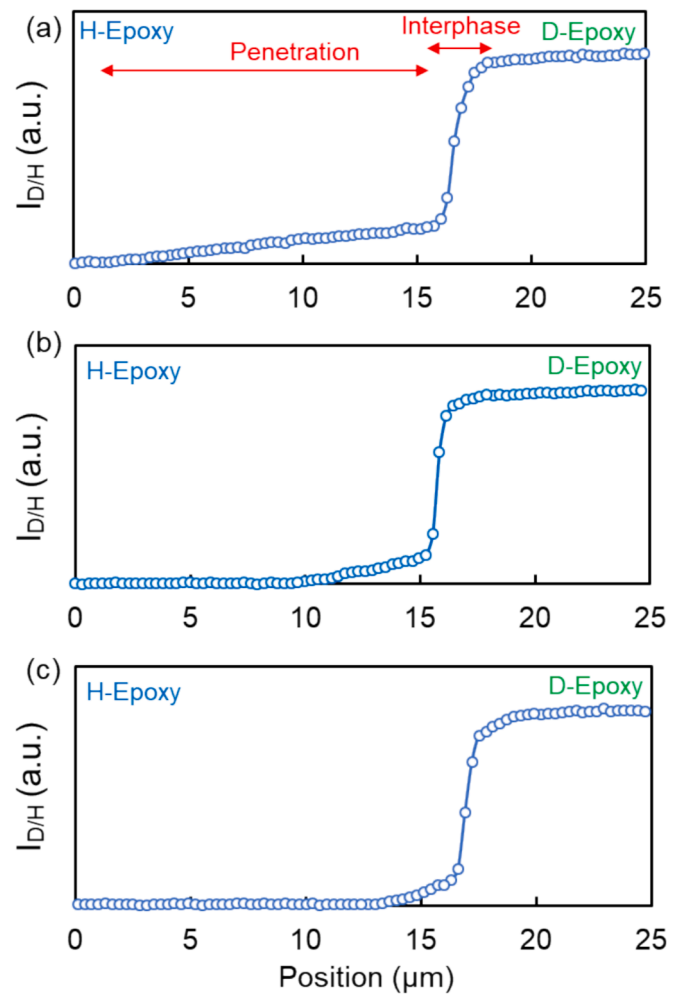 (a) H-Epoxy Interphase D-Epoxy
Penetration
I_D/H (a.u.)
0 5 10 15 20 25
(b) H-Epoxy D-Epoxy
I_D/H (a.u.)
0 5 10 15 20 25
(c) H-Epoxy D-Epoxy
I_D/H (a.u.)
0 5 10 15 20 25
Position (μm)